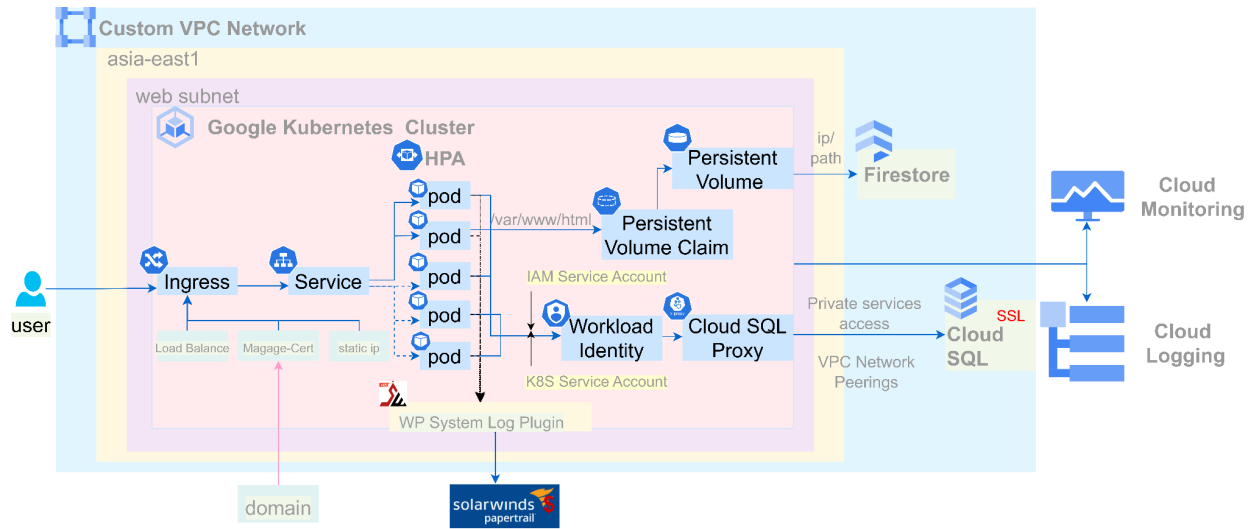 Custom VPC Network
asia-east1
web subnet
Google Kubernetes Cluster
HPA
pod
pod
pod
pod
pod
/var/www/html
Persistent
Volume Claim
Persistent
Volume
ip/
path
Firestore
Cloud
Monitoring
Cloud
Logging
user
Ingress
Service
Load Balance
Magage-Cert
static ip
IAM Service Account
Workload
Identity
K8S Service Account
Cloud SQL
Proxy
Private services
access
VPC Network
Peerings
SSL
Cloud
SQL
WP System Log Plugin
domain
solarwinds
papertrail